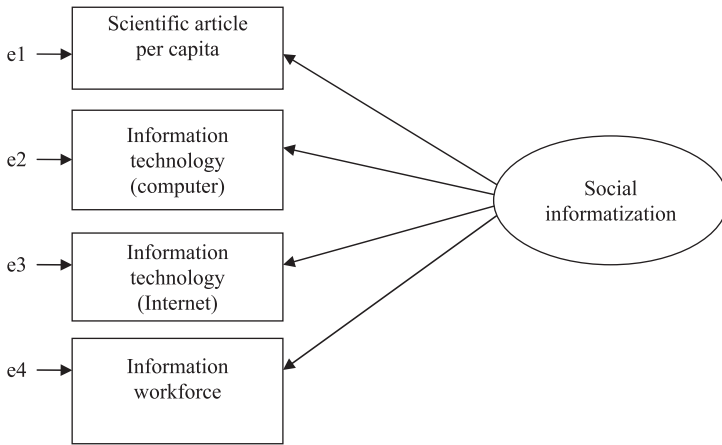 Scientific article
per capita
e1
Information
technology
(computer)
e2
Information
technology
(Internet)
e3
Information
workforce
e4
Social
informatization